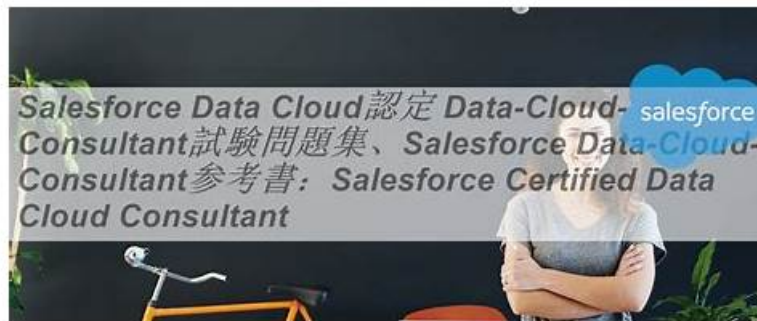 Salesforce Data Cloud認定 Data-Cloud-
salesforce
Consultant試験問題集、Salesforce Data-Cloud-
Consultant参考書：Salesforce Certified Data
Cloud Consultant